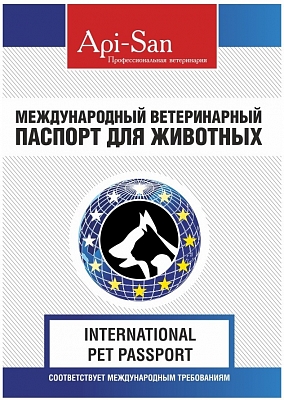 Api-San
Профессиональная ветеринария
МЕЖДУНАРОДНЫЙ ВЕТЕРИНАРНЫЙ
ПАСПОРТ ДЛЯ ЖИВОТНЫХ
INTERNATIONAL
PET PASSPORT
СООТВЕТСТВУЕТ МЕЖДУНАРОДНЫМ ТРЕБОВАНИЯМ